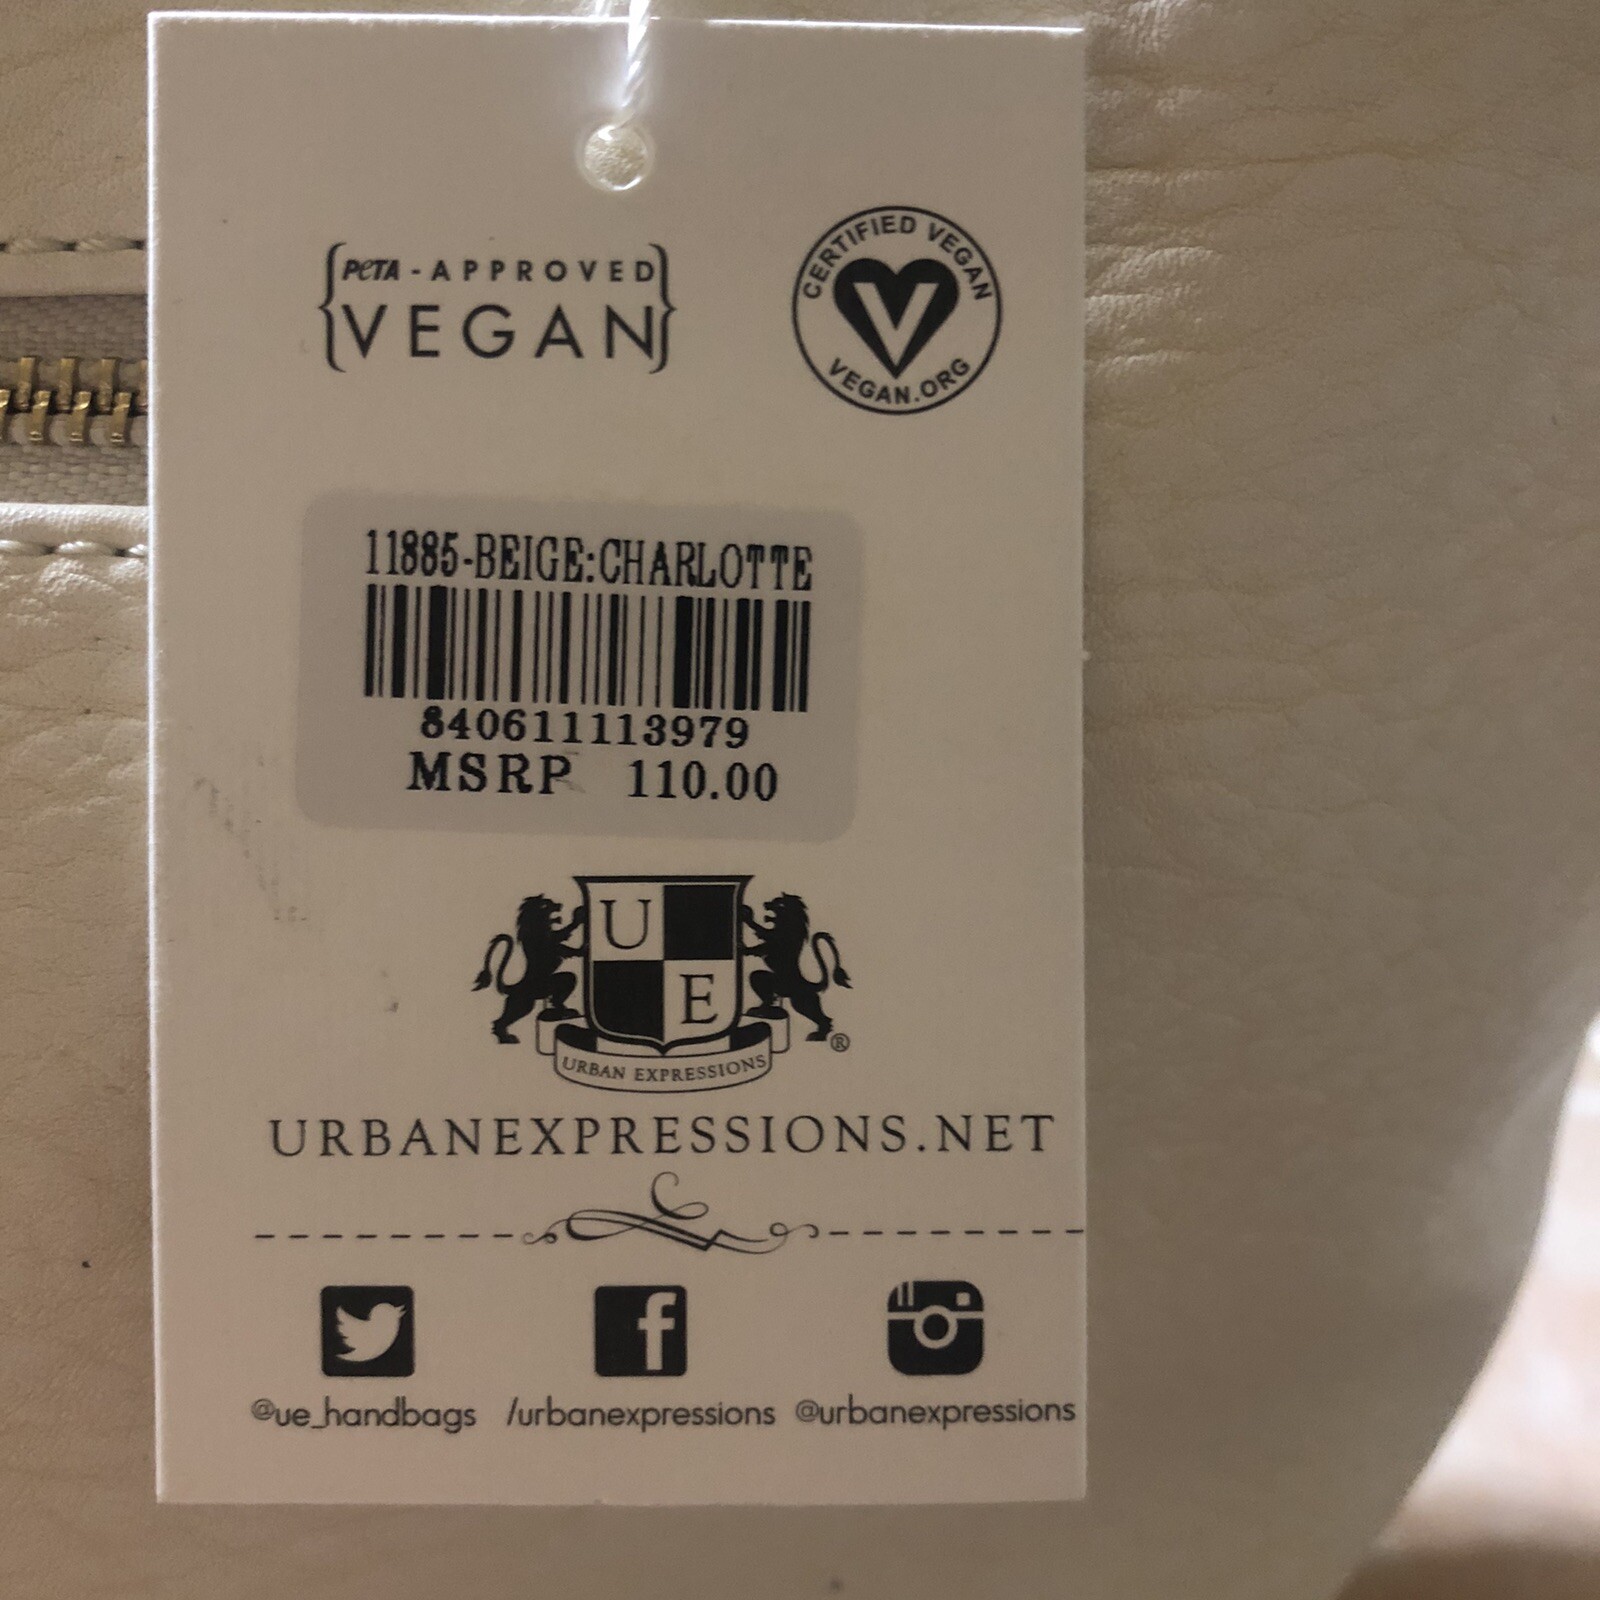 PETA - APPROVED
VEGAN
CERTIFIED VEGAN
V
VEGAN.ORG
11885-BEIGE:CHARLOTTE
840611113979
MSRP 110.00
U
E
®
URBAN EXPRESSIONS
URBANEXPRESSIONS.NET
@ue_handbags /urbanexpressions @urbanexpressions